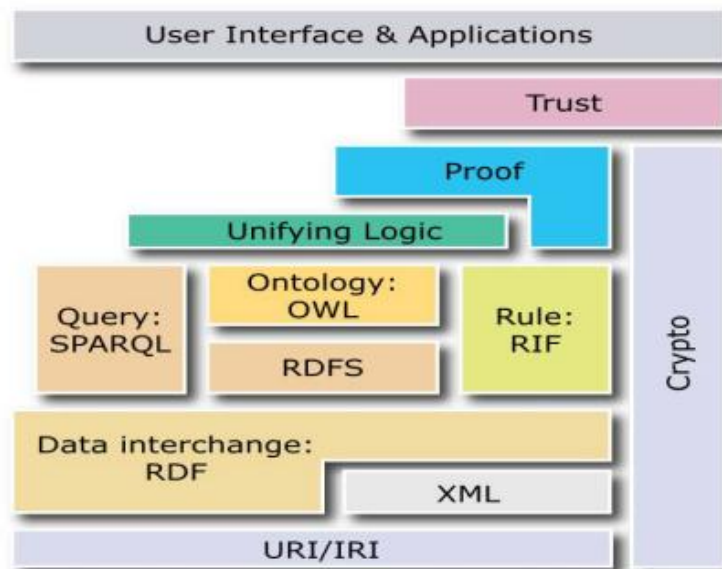 User Interface & Applications
Trust
Proof
Unifying Logic
Query:
SPARQL
Ontology:
OWL
RDFS
Rule:
RIF
Crypto
Data interchange:
RDF
XML
URI/IRI